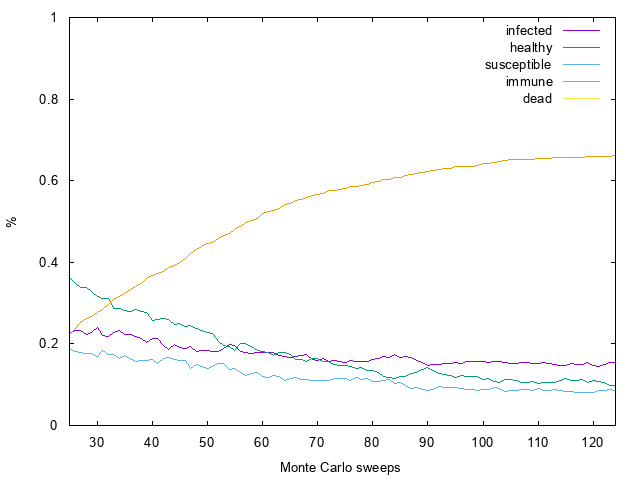 1
infected
healthy
susceptible
immune
dead
0.8
0.6
%
0.4
0.2
0
30 40 50 60 70 80 90 100 110 120
Monte Carlo sweeps